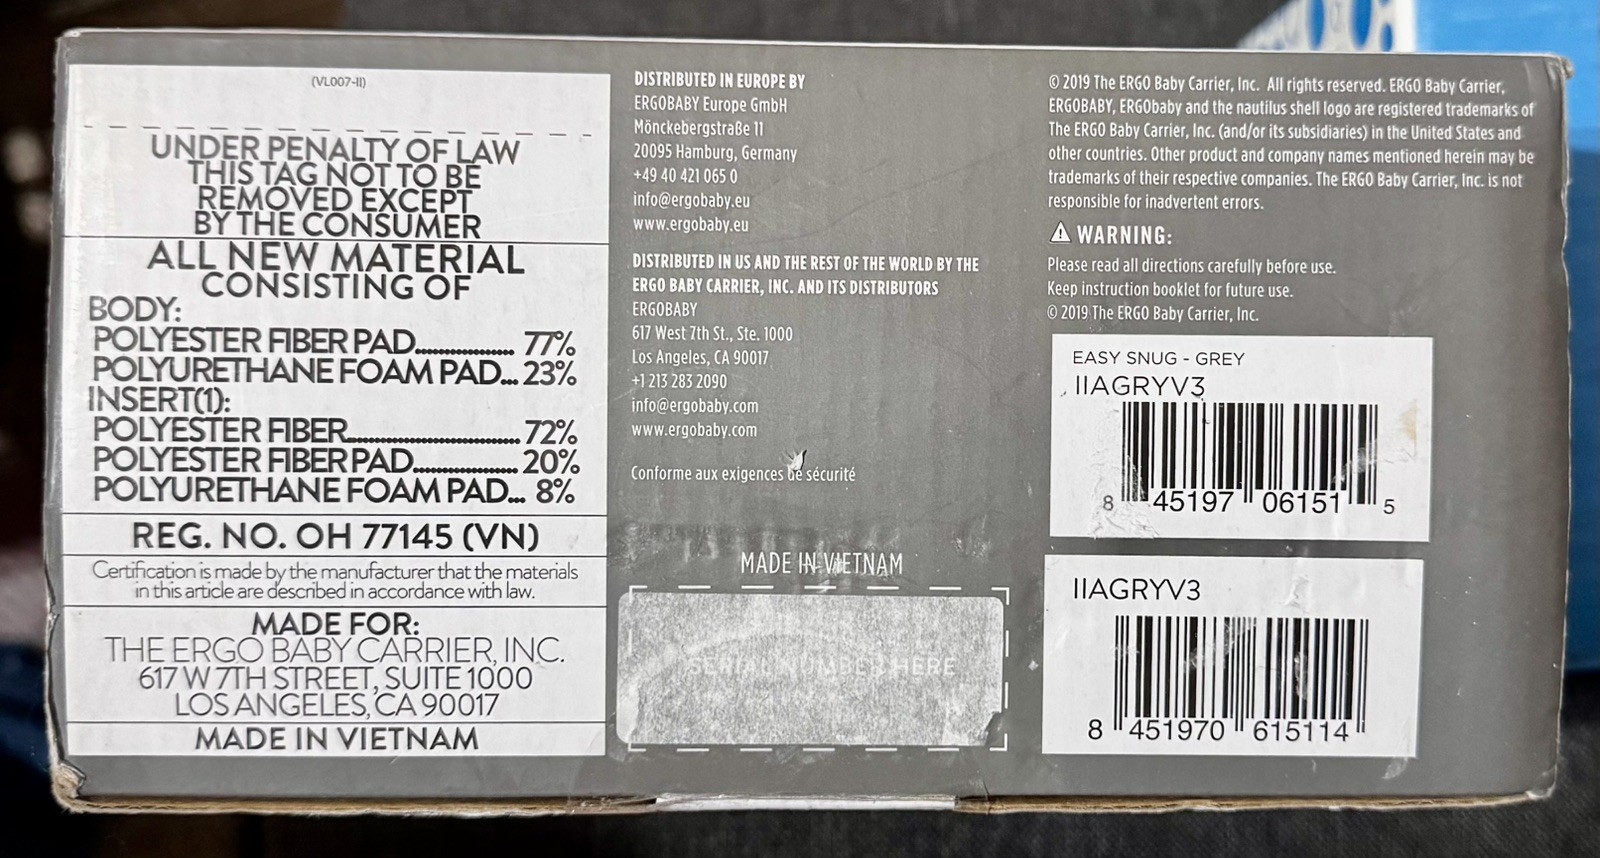 (VL007-II)
UNDER PENALTY OF LAW
THIS TAG NOT TO BE
REMOVED EXCEPT
BY THE CONSUMER
ALL NEW MATERIAL
CONSISTING OF
BODY:
POLYESTER FIBER PAD................. 77%
POLYURETHANE FOAM PAD... 23%
INSERT(1):
POLYESTER FIBER............................. 72%
POLYESTER FIBER PAD................. 20%
POLYURETHANE FOAM PAD... 8%
REG. NO. OH 77145 (VN)
Certification is made by the manufacturer that the materials
in this article are described in accordance with law.
MADE FOR:
THE ERGO BABY CARRIER, INC.
617 W 7TH STREET, SUITE 1000
LOS ANGELES, CA 90017
MADE IN VIETNAM
DISTRIBUTED IN EUROPE BY
ERGOBABY Europe GmbH
Mönckebergstraße 11
20095 Hamburg, Germany
+49 40 421 065 0
info@ergobaby.eu
www.ergobaby.eu
DISTRIBUTED IN US AND THE REST OF THE WORLD BY THE
ERGO BABY CARRIER, INC. AND ITS DISTRIBUTORS
ERGOBABY
617 West 7th St., Ste. 1000
Los Angeles, CA 90017
+1 213 283 2090
info@ergobaby.com
www.ergobaby.com
Conforme aux exigences de sécurité
MADE IN VIETNAM
SERIAL NUMBER HERE
© 2019 The ERGO Baby Carrier, Inc. All rights reserved. ERGO Baby Carrier,
ERGOBABY, ERGObaby and the nautilus shell logo are registered trademarks of
The ERGO Baby Carrier, Inc. (and/or its subsidiaries) in the United States and
other countries. Other product and company names mentioned herein may be
trademarks of their respective companies. The ERGO Baby Carrier, Inc. is not
responsible for inadvertent errors.
WARNING:
Please read all directions carefully before use.
Keep instruction booklet for future use.
© 2019 The ERGO Baby Carrier, Inc.
EASY SNUG - GREY
IIAGRYV3
8 45197 06151 5
IIAGRYV3
8 451970 615114